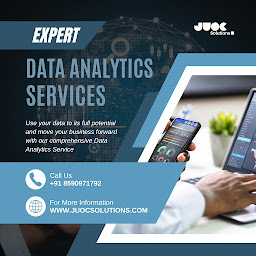 EXPERT
JUOC
Solutions
DATA ANALYTICS
SERVICES
Use your data to its full potential
and move your business forward
with our comprehensive Data
Analytics Service
Call Us
+91 8590971792
For More Information
WWW.JUOCSOLUTIONS.COM